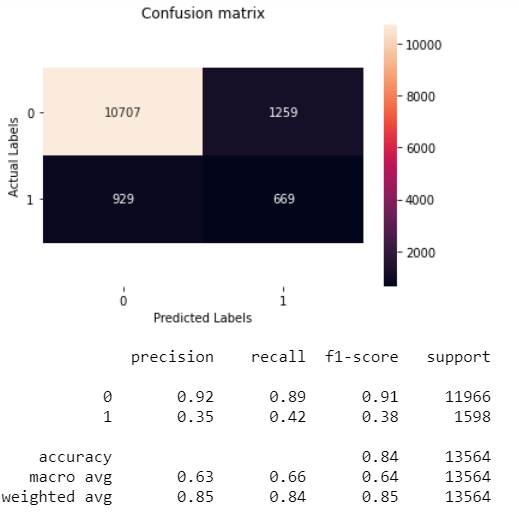 Confusion matrix
10000
0
10707
1259
8000
Actual Labels
6000
4000
1
929
669
2000
0
1
Predicted Labels
precision recall f1-score support
0 0.92 0.89 0.91 11966
1 0.35 0.42 0.38 1598
accuracy 0.84 13564
macro avg 0.63 0.66 0.64 13564
weighted avg 0.85 0.84 0.85 13564